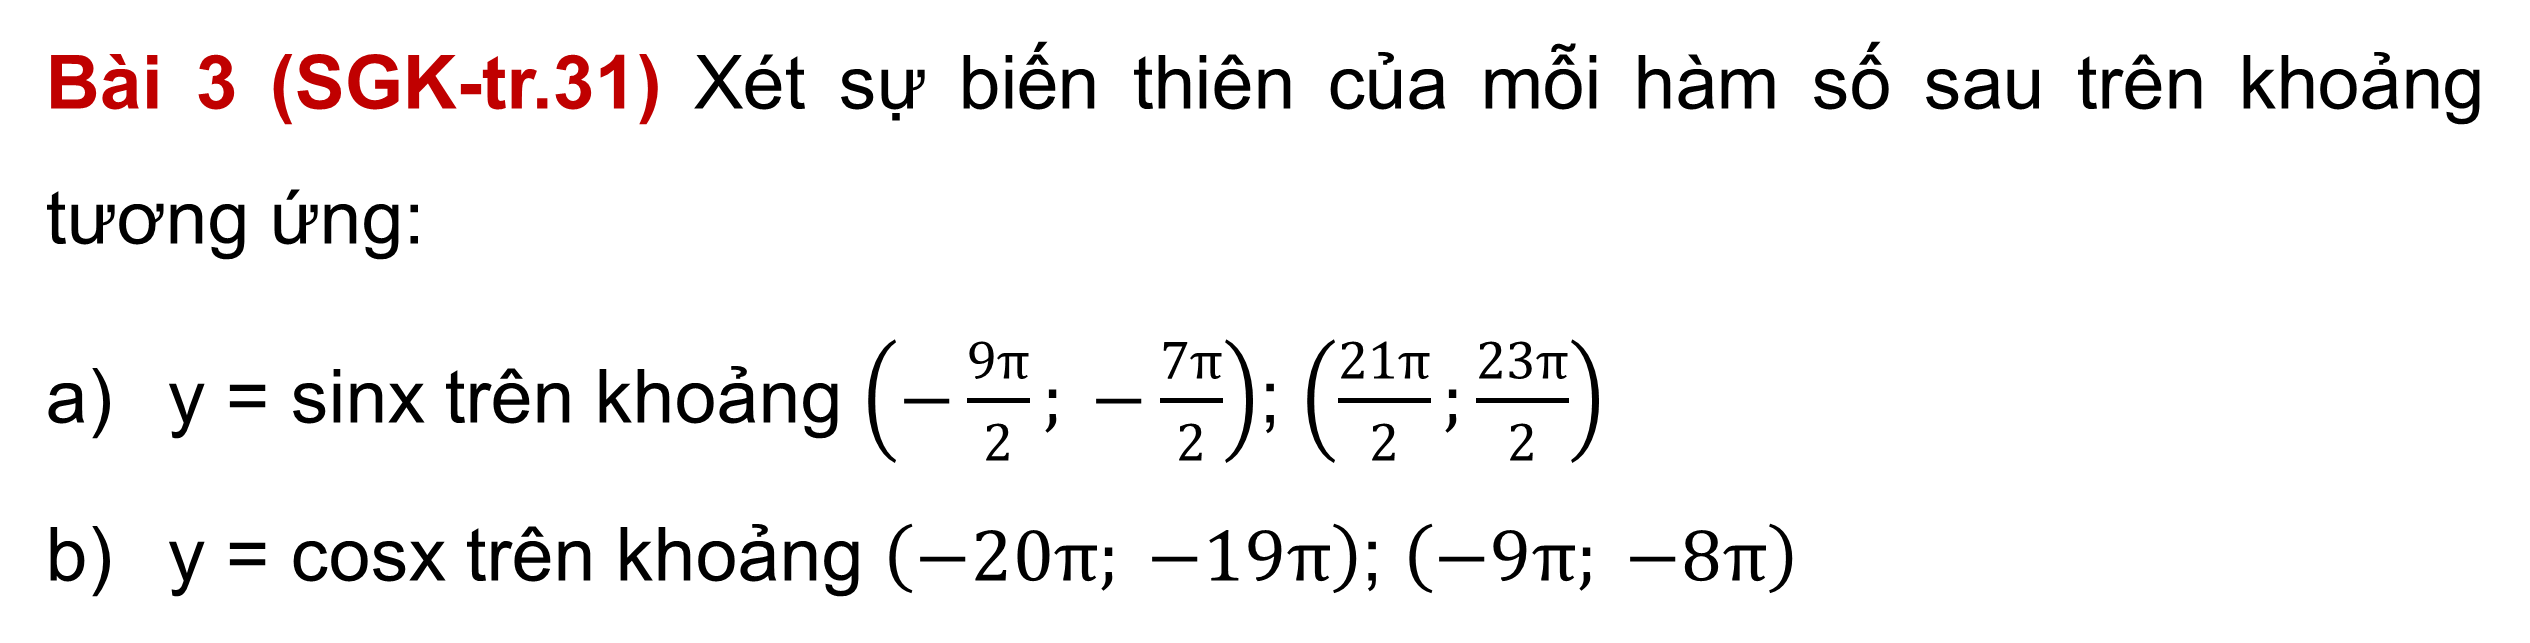 Bài 3 (SGK-tr.31) Xét sự biến thiên của mỗi hàm số sau trên khoảng
tương ứng:
a) y = sinx trên khoảng (−9π/2; −7π/2); (21π/2; 23π/2)
b) y = cosx trên khoảng (−20π; −19π); (−9π; −8π)